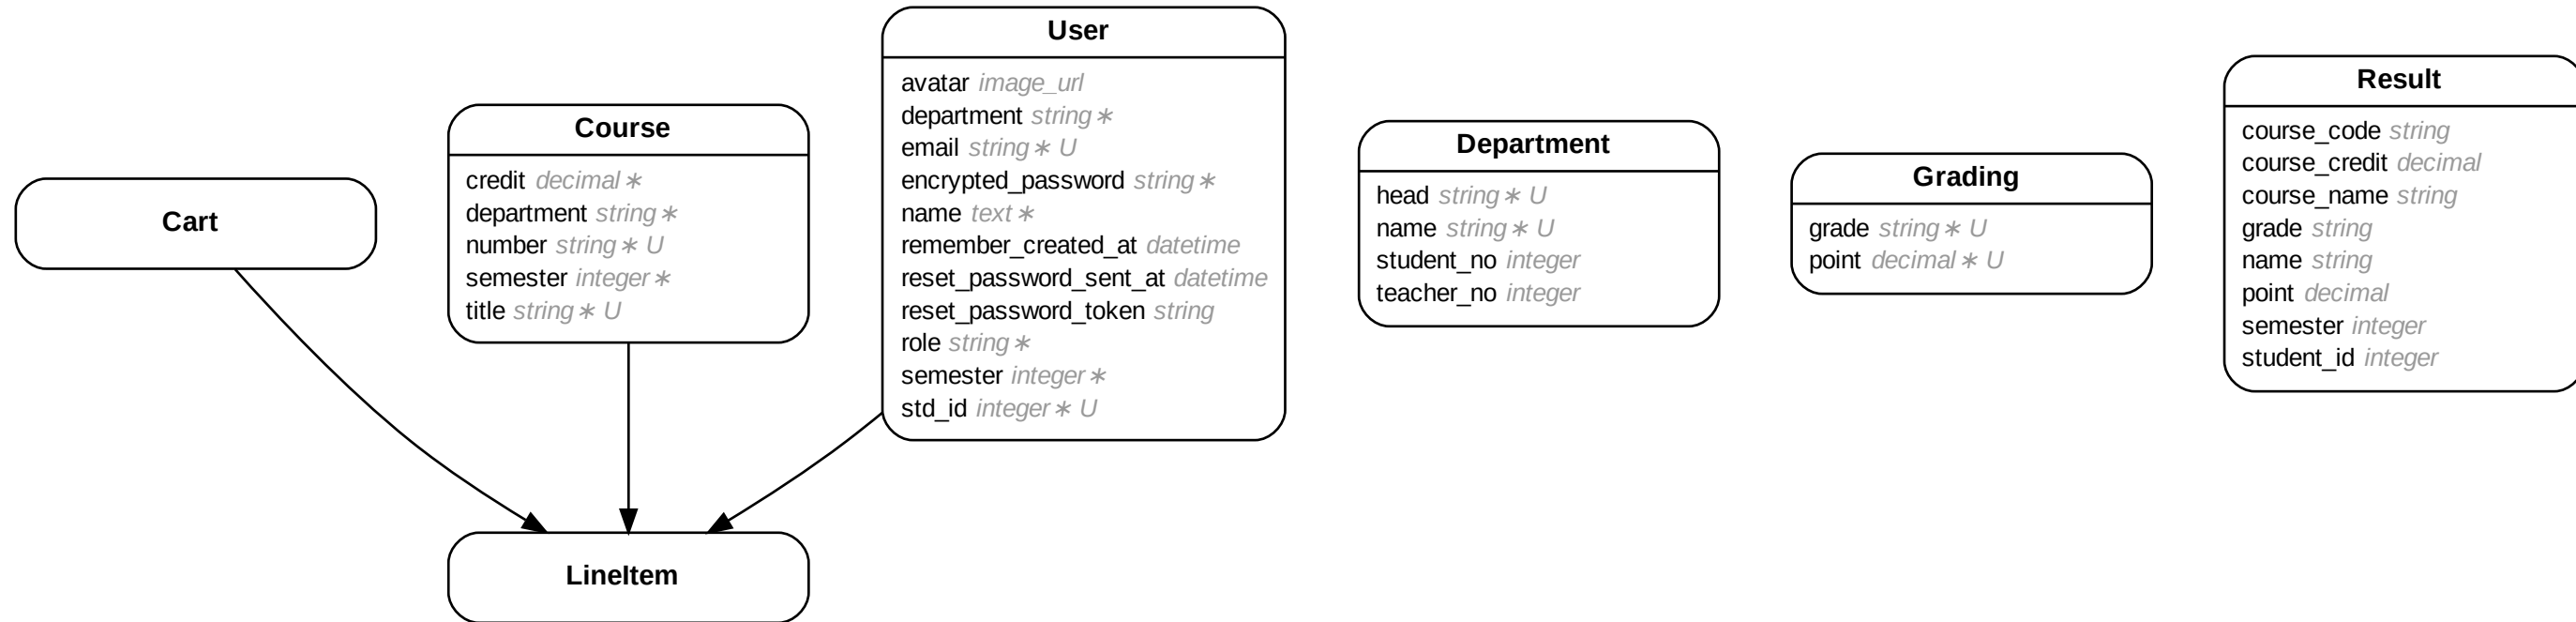 Cart
Course
credit decimal ∗
department string ∗
number string ∗ U
semester integer ∗
title string ∗ U
User
avatar image_url
department string ∗
email string ∗ U
encrypted_password string ∗
name text ∗
remember_created_at datetime
reset_password_sent_at datetime
reset_password_token string
role string ∗
semester integer ∗
std_id integer ∗ U
Department
head string ∗ U
name string ∗ U
student_no integer
teacher_no integer
Grading
grade string ∗ U
point decimal ∗ U
Result
course_code string
course_credit decimal
course_name string
grade string
name string
point decimal
semester integer
student_id integer
LineItem